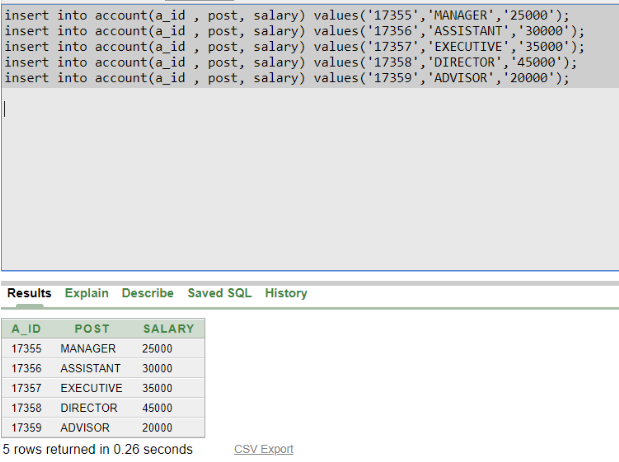 insert into account(a_id , post, salary) values('17355','MANAGER','25000');
insert into account(a_id , post, salary) values('17356','ASSISTANT','30000');
insert into account(a_id , post, salary) values('17357','EXECUTIVE','35000');
insert into account(a_id , post, salary) values('17358','DIRECTOR','45000');
insert into account(a_id , post, salary) values('17359','ADVISOR','20000');
Results Explain Describe Saved SQL History
A_ID POST SALARY
17355 MANAGER 25000
17356 ASSISTANT 30000
17357 EXECUTIVE 35000
17358 DIRECTOR 45000
17359 ADVISOR 20000
5 rows returned in 0.26 seconds CSV Export